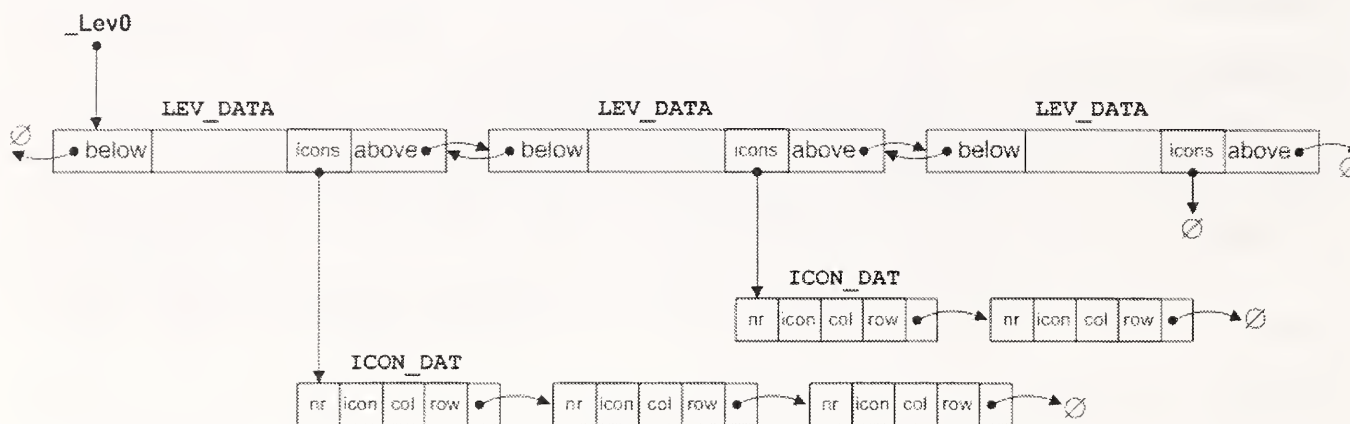 _Lev0
LEV_DATA LEV_DATA LEV_DATA
∅ below icons above below icons above below icons above ∅
∅
ICON_DAT
nr icon col row nr icon col row ∅
ICON_DAT
nr icon col row nr icon col row nr icon col row ∅